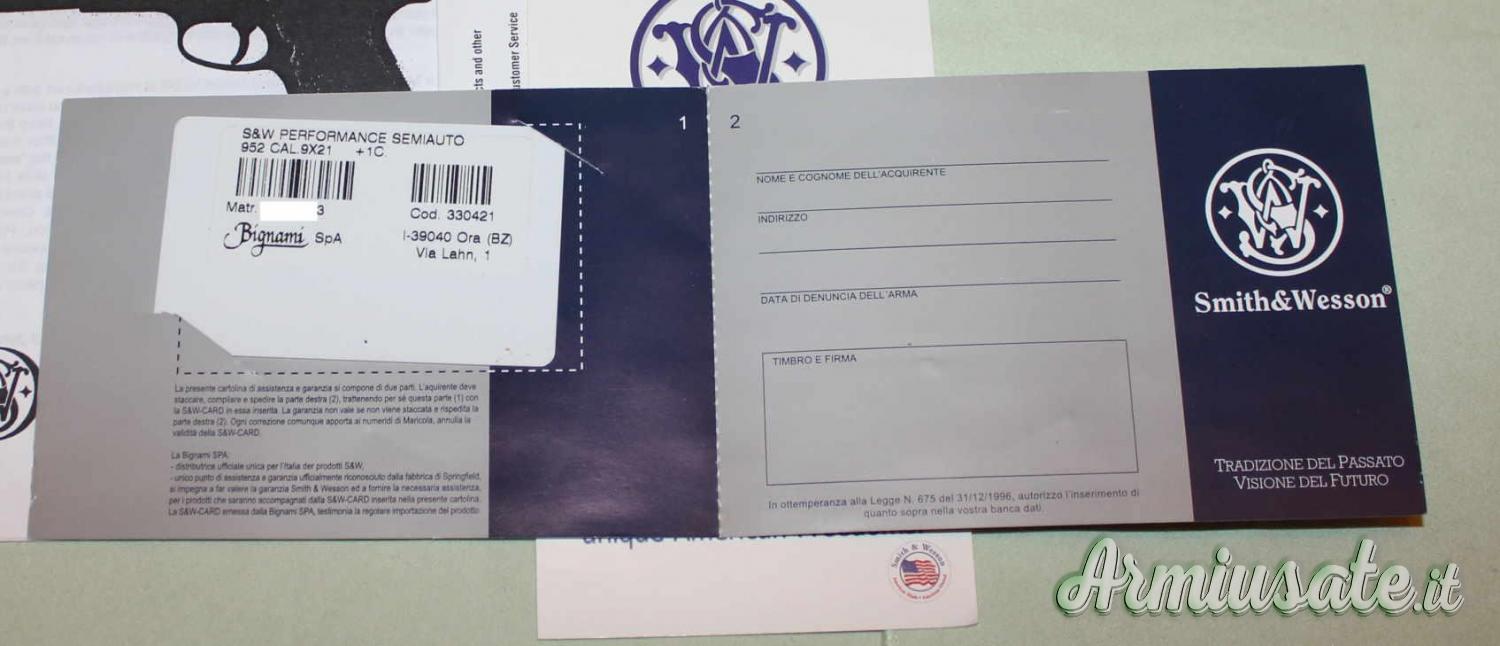 cts and other
ustomer Service
S&W PERFORMANCE SEMIAUTO
952 CAL.9X21 +1C.
Matr. 3
Cod. 330421
Bignami SpA
I-39040 Ora (BZ)
Via Lahn, 1
1
La presente cartolina di assistenza e garanzia si compone di due parti. L'aquirente deve
staccare, compilare e spedire la parte destra (2), trattenendo per sé questa parte (1) con
la S&W-CARD in essa inserita. La garanzia non vale se non viene staccata e rispedita la
parte destra (2). Ogni correzione comunque apporta ai numeridi di Maricola, annulla la
validità della S&W-CARD.
La Bignami SPA:
- distributrice ufficiale unica per l'Italia der prodotti S&W,
- unico punto di assistenza e garanzia ufficialmente riconosciuto dalla fabbrica di Springfield,
si impegna a far valere la garanzia Smith & Wesson ed a fornire la necessaria assistenza,
per i prodotti che saranno accompagnati dalla S&W-CARD inserita nella presente cartolina.
La S&W-CARD emessa dalla Bignami SPA, testimonia la regolare importazione del prodotto
2
NOME E COGNOME DELL'ACQUIRENTE
INDIRIZZO
DATA DI DENUNCIA DELL'ARMA
TIMBRO E FIRMA
In ottemperanza alla Legge N. 675 del 31/12/1996, autorizzo l'inserimento di
quanto sopra nella vostra banca dati.
Smith&Wesson®
TRADIZIONE DEL PASSATO
VISIONE DEL FUTURO
unique American
Smith & Wesson
Armiusate.it